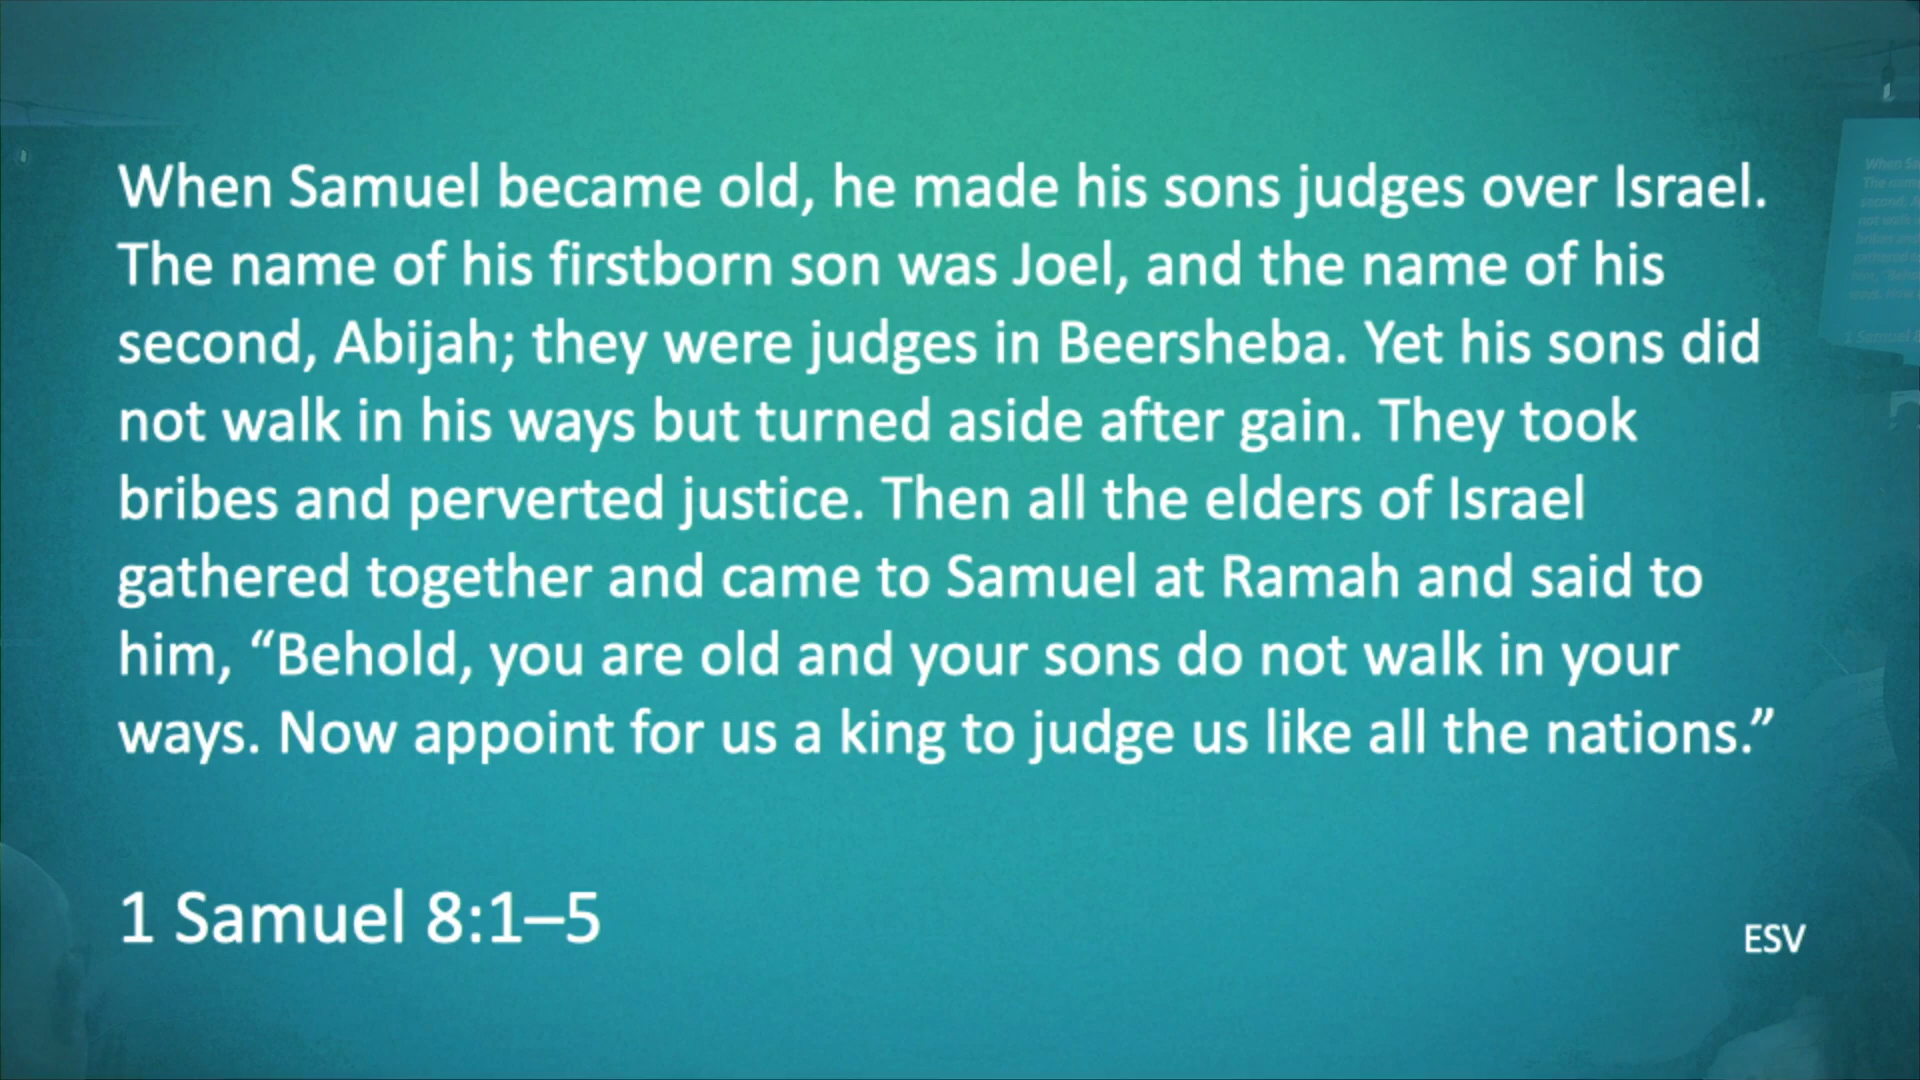 When Samuel became old, he made his sons judges over Israel.
The name of his firstborn son was Joel, and the name of his
second, Abijah; they were judges in Beersheba. Yet his sons did
not walk in his ways but turned aside after gain. They took
bribes and perverted justice. Then all the elders of Israel
gathered together and came to Samuel at Ramah and said to
him, “Behold, you are old and your sons do not walk in your
ways. Now appoint for us a king to judge us like all the nations.”
1 Samuel 8:1–5
ESV